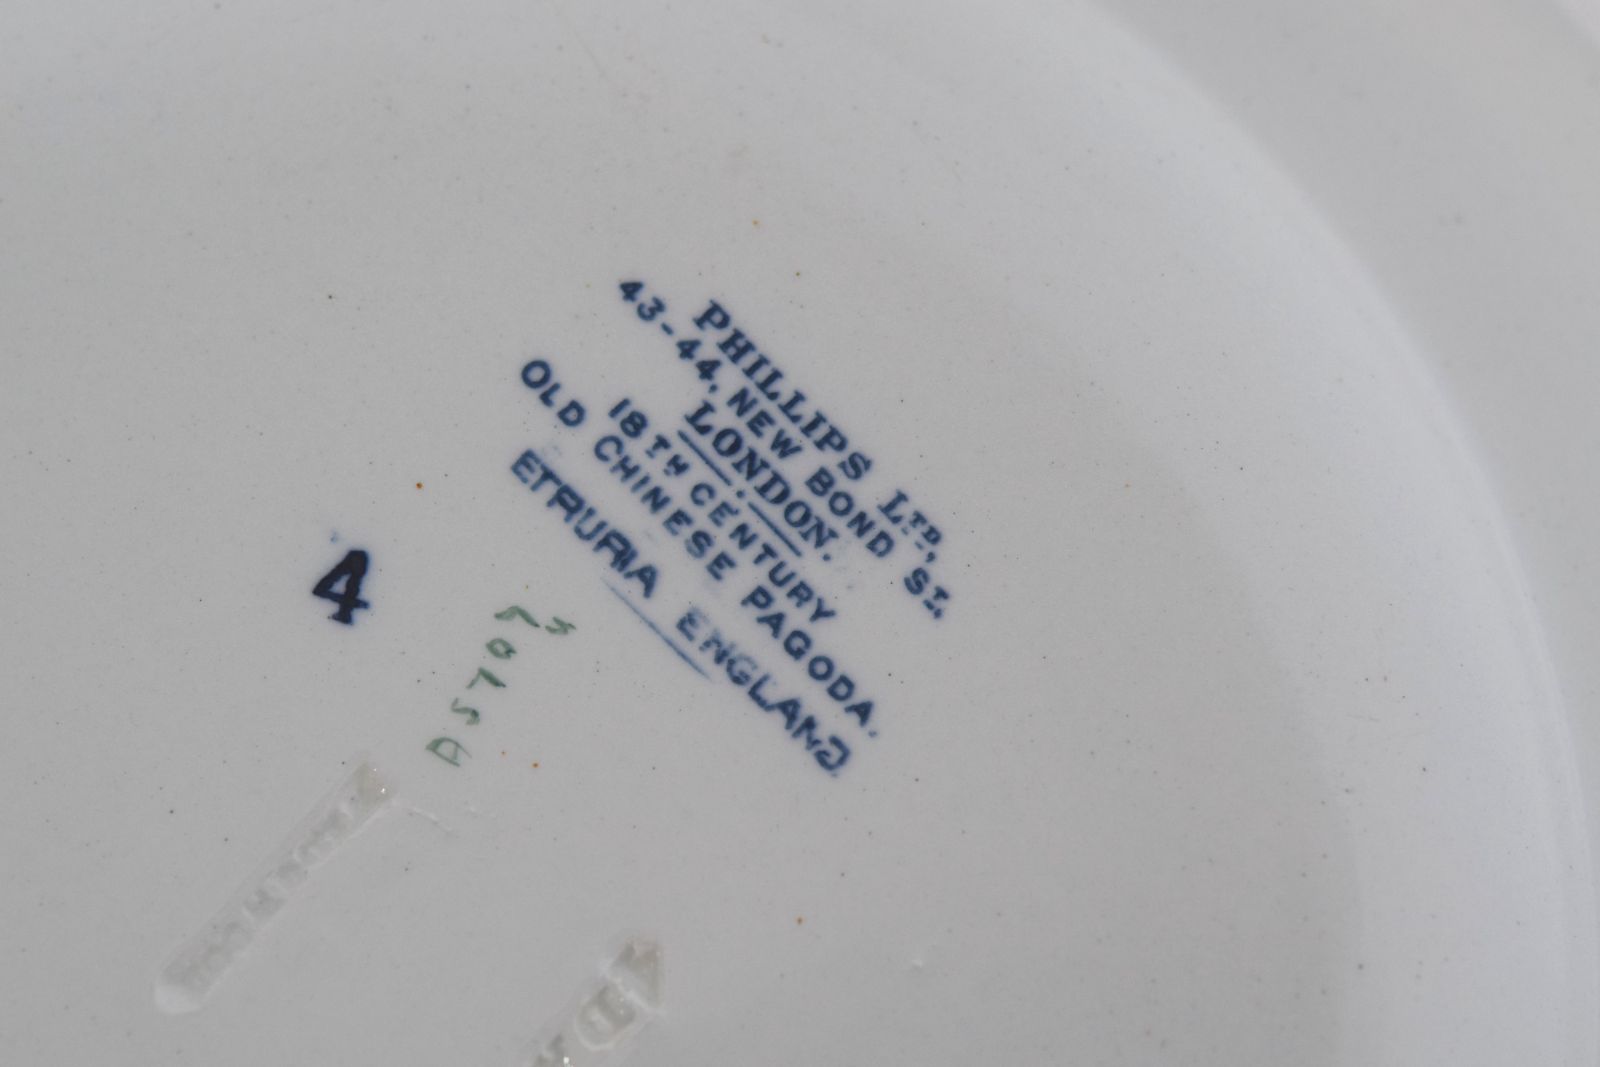 PHILLIPS LTD,
43-44, NEW BOND ST.
LONDON.
18TH CENTURY
OLD CHINESE PAGODA.
ETRURIA ENGLAND
4